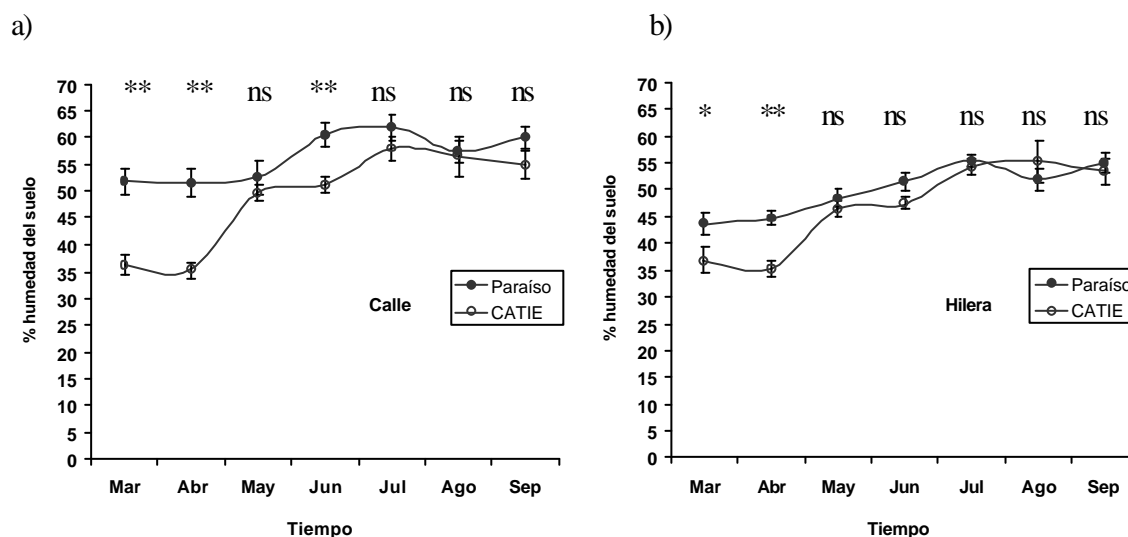 a)
** ** ns ** ns ns ns
70
65
60
55
50
45
40
35
30
25
20
15
10
5
0
% humedad del suelo
Paraíso
CATIE
Calle
Mar Abr May Jun Jul Ago Sep
Tiempo
b)
* ** ns ns ns ns ns
70
65
60
55
50
45
40
35
30
25
20
15
10
5
0
% humedad del suelo
Paraíso
CATIE
Hilera
Mar Abr May Jun Jul Ago Sep
Tiempo